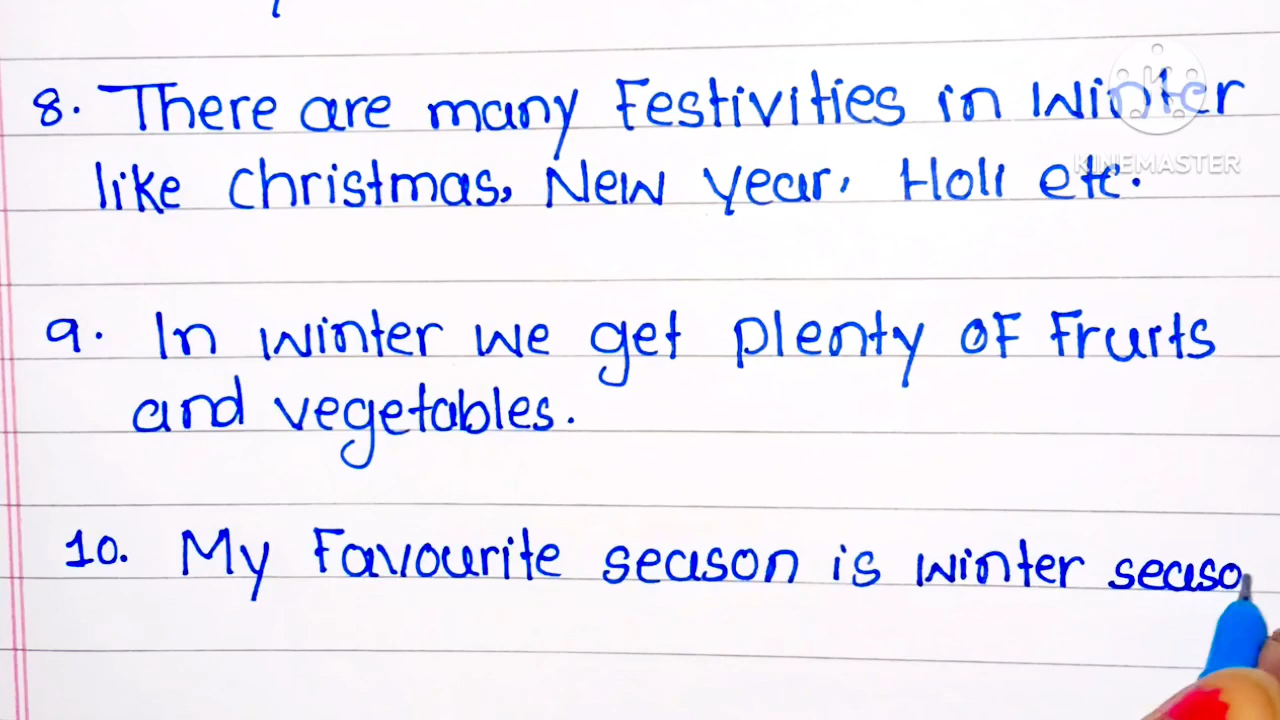 8. There are many Festivities in Winter
like christmas, New year, Holi etc.
9. In winter we get plenty OF Fruits
and vegetables.
10. My Favourite season is winter seaso
KINEMASTER